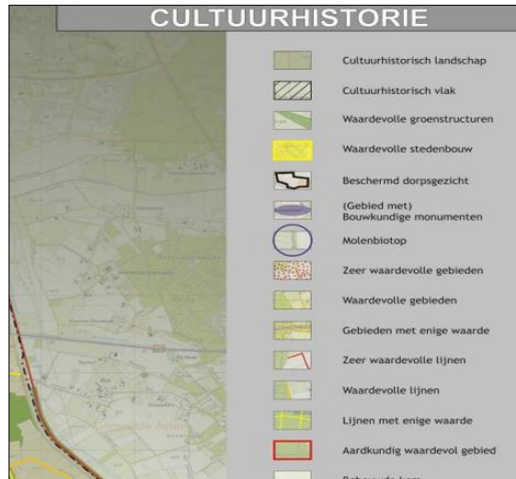 CULTUURHISTORIE
Cultuurhistorisch landschap
Cultuurhistorisch vlak
Waardevolle groenstructuren
Waardevolle stedenbouw
Beschermd dorpsgezicht
(Gebied met)
Bouwkundige monumenten
Molenbiotop
Zeer waardevolle gebieden
Waardevolle gebieden
Gebieden met enige waarde
Zeer waardevolle lijnen
Waardevolle lijnen
Lijnen met enige waarde
Aardkundig waardevol gebied